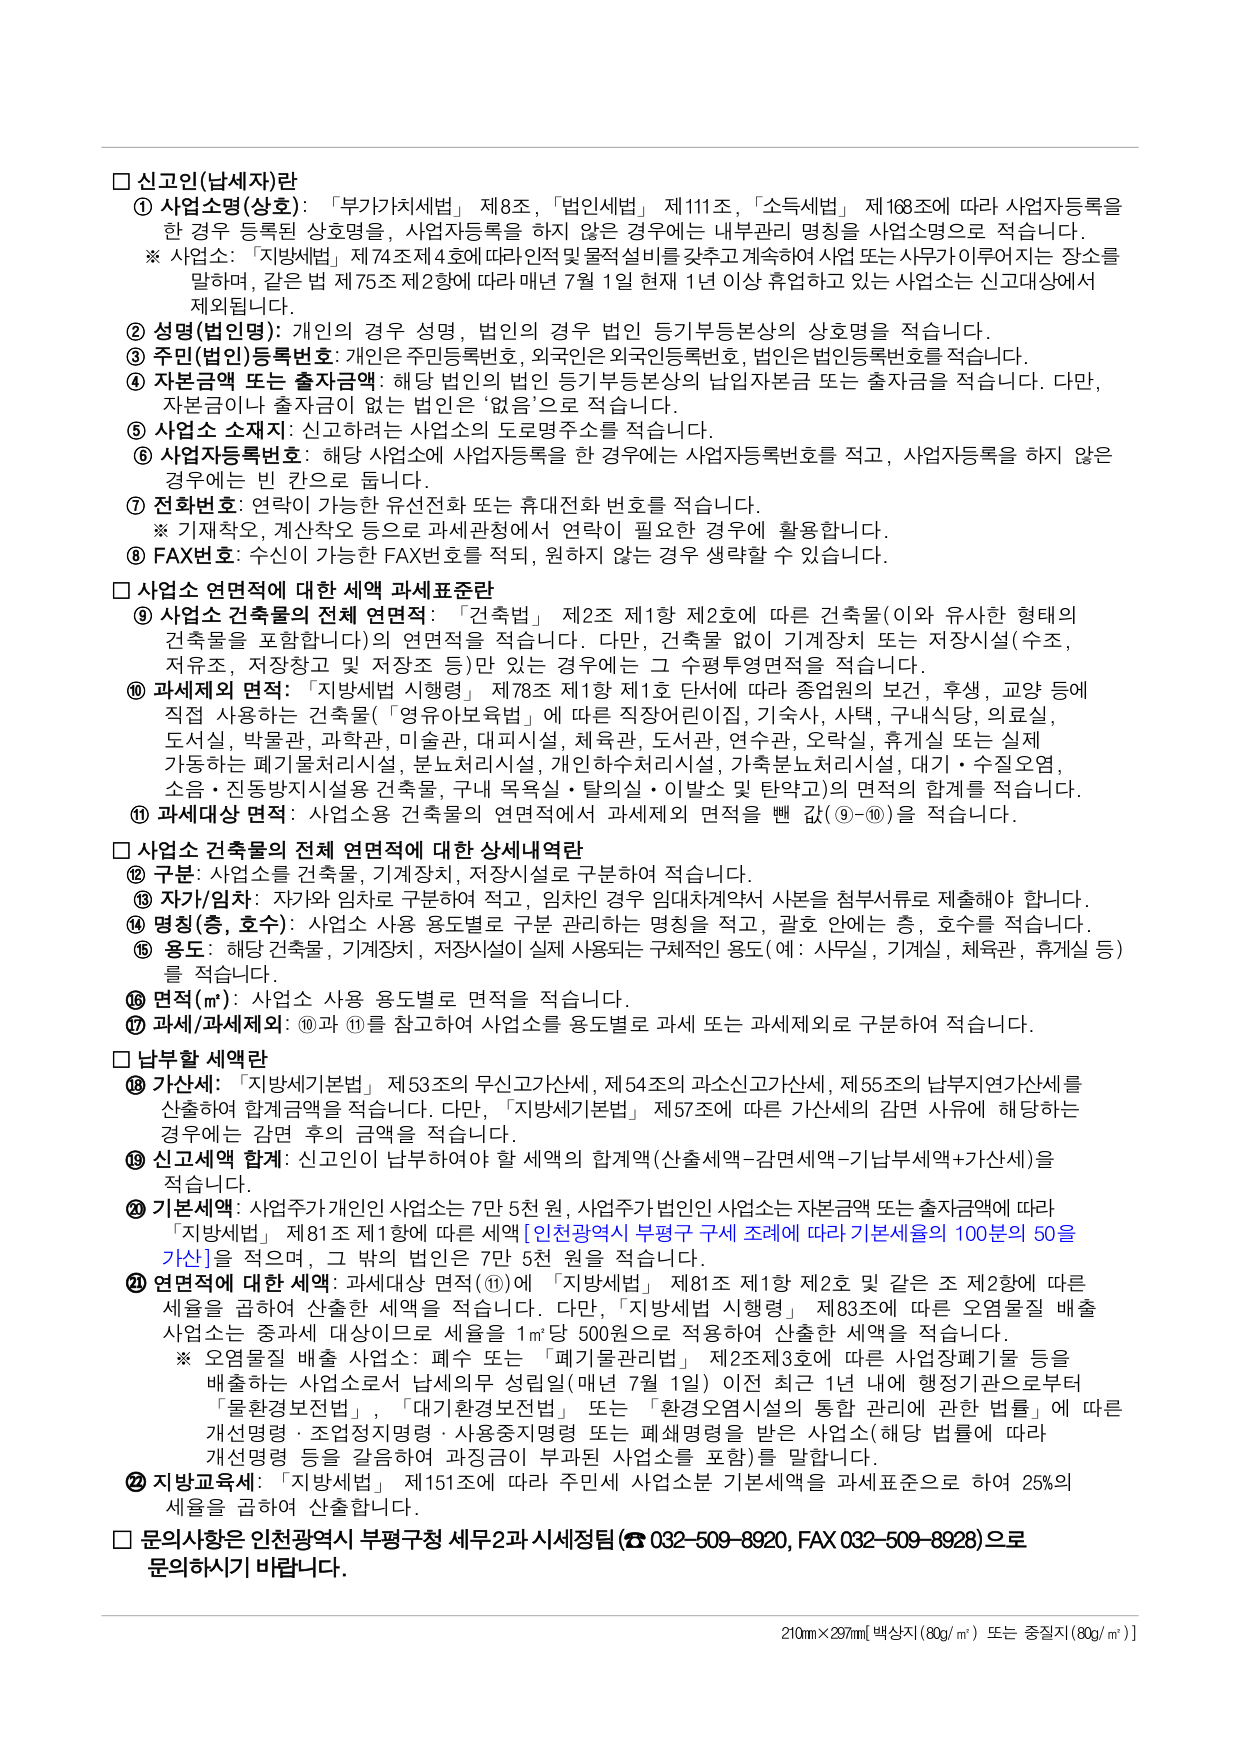 □ 신고인(납세자)란
① 사업소명(상호): 「부가가치세법」 제8조, 「법인세법」 제111조, 「소득세법」 제168조에 따라 사업자등록을
한 경우 등록된 상호명을, 사업자등록을 하지 않은 경우에는 내부관리 명칭을 사업소명으로 적습니다.
※ 사업소: 「지방세법」 제74조제4호에 따라 인적 및 물적 설비를 갖추고 계속하여 사업 또는 사무가 이루어지는 장소를
말하며, 같은 법 제75조 제2항에 따라 매년 7월 1일 현재 1년 이상 휴업하고 있는 사업소는 신고대상에서
제외됩니다.
② 성명(법인명): 개인의 경우 성명, 법인의 경우 법인 등기부등본상의 상호명을 적습니다.
③ 주민(법인)등록번호: 개인은 주민등록번호, 외국인은 외국인등록번호, 법인은 법인등록번호를 적습니다.
④ 자본금액 또는 출자금액: 해당 법인의 법인 등기부등본상의 납입자본금 또는 출자금을 적습니다. 다만,
자본금이나 출자금이 없는 법인은 ‘없음’으로 적습니다.
⑤ 사업소 소재지: 신고하려는 사업소의 도로명주소를 적습니다.
⑥ 사업자등록번호: 해당 사업소에 사업자등록을 한 경우에는 사업자등록번호를 적고, 사업자등록을 하지 않은
경우에는 빈 칸으로 둡니다.
⑦ 전화번호: 연락이 가능한 유선전화 또는 휴대전화 번호를 적습니다.
※ 기재착오, 계산착오 등으로 과세관청에서 연락이 필요한 경우에 활용합니다.
⑧ FAX번호: 수신이 가능한 FAX번호를 적되, 원하지 않는 경우 생략할 수 있습니다.
□ 사업소 연면적에 대한 세액 과세표준란
⑨ 사업소 건축물의 전체 연면적: 「건축법」 제2조 제1항 제2호에 따른 건축물(이와 유사한 형태의
건축물을 포함합니다)의 연면적을 적습니다. 다만, 건축물 없이 기계장치 또는 저장시설(수조,
저유조, 저장창고 및 저장조 등)만 있는 경우에는 그 수평투영면적을 적습니다.
⑩ 과세제외 면적: 「지방세법 시행령」 제78조 제1항 제1호 단서에 따라 종업원의 보건, 후생, 교양 등에
직접 사용하는 건축물(「영유아보육법」에 따른 직장어린이집, 기숙사, 사택, 구내식당, 의료실,
도서실, 박물관, 과학관, 미술관, 대피시설, 체육관, 도서관, 연수관, 오락실, 휴게실 또는 실제
가동하는 폐기물처리시설, 분뇨처리시설, 개인하수처리시설, 가축분뇨처리시설, 대기・수질오염,
소음・진동방지시설용 건축물, 구내 목욕실・탈의실・이발소 및 탄약고)의 면적의 합계를 적습니다.
⑪ 과세대상 면적: 사업소용 건축물의 연면적에서 과세제외 면적을 뺀 값(⑨-⑩)을 적습니다.
□ 사업소 건축물의 전체 연면적에 대한 상세내역란
⑫ 구분: 사업소를 건축물, 기계장치, 저장시설로 구분하여 적습니다.
⑬ 자가/임차: 자가와 임차로 구분하여 적고, 임차인 경우 임대차계약서 사본을 첨부서류로 제출해야 합니다.
⑭ 명칭(층, 호수): 사업소 사용 용도별로 구분 관리하는 명칭을 적고, 괄호 안에는 층, 호수를 적습니다.
⑮ 용도: 해당 건축물, 기계장치, 저장시설이 실제 사용되는 구체적인 용도(예: 사무실, 기계실, 체육관, 휴게실 등)
를 적습니다.
⑯ 면적(㎡): 사업소 사용 용도별로 면적을 적습니다.
⑰ 과세/과세제외: ⑩과 ⑪를 참고하여 사업소를 용도별로 과세 또는 과세제외로 구분하여 적습니다.
□ 납부할 세액란
⑱ 가산세: 「지방세기본법」 제53조의 무신고가산세, 제54조의 과소신고가산세, 제55조의 납부지연가산세를
산출하여 합계금액을 적습니다. 다만, 「지방세기본법」 제57조에 따른 가산세의 감면 사유에 해당하는
경우에는 감면 후의 금액을 적습니다.
⑲ 신고세액 합계: 신고인이 납부하여야 할 세액의 합계액(산출세액-감면세액-기납부세액+가산세)을
적습니다.
⑳ 기본세액: 사업주가 개인인 사업소는 7만 5천 원, 사업주가 법인인 사업소는 자본금액 또는 출자금액에 따라
「지방세법」 제81조 제1항에 따른 세액[인천광역시 부평구 구세 조례에 따라 기본세율의 100분의 50을
가산]을 적으며, 그 밖의 법인은 7만 5천 원을 적습니다.
㉑ 연면적에 대한 세액: 과세대상 면적(⑪)에 「지방세법」 제81조 제1항 제2호 및 같은 조 제2항에 따른
세율을 곱하여 산출한 세액을 적습니다. 다만,「지방세법 시행령」 제83조에 따른 오염물질 배출
사업소는 중과세 대상이므로 세율을 1㎡당 500원으로 적용하여 산출한 세액을 적습니다.
※ 오염물질 배출 사업소: 폐수 또는 「폐기물관리법」 제2조제3호에 따른 사업장폐기물 등을
배출하는 사업소로서 납세의무 성립일(매년 7월 1일) 이전 최근 1년 내에 행정기관으로부터
「물환경보전법」, 「대기환경보전법」 또는 「환경오염시설의 통합 관리에 관한 법률」에 따른
개선명령ㆍ조업정지명령ㆍ사용중지명령 또는 폐쇄명령을 받은 사업소(해당 법률에 따라
개선명령 등을 갈음하여 과징금이 부과된 사업소를 포함)를 말합니다.
㉒ 지방교육세: 「지방세법」 제151조에 따라 주민세 사업소분 기본세액을 과세표준으로 하여 25%의
세율을 곱하여 산출합니다.
□ 문의사항은 인천광역시 부평구청 세무2과 시세정팀(☎ 032-509-8920, FAX 032-509-8928)으로
문의하시기 바랍니다.
210㎜×297㎜[백상지(80g/㎡) 또는 중질지(80g/㎡)]